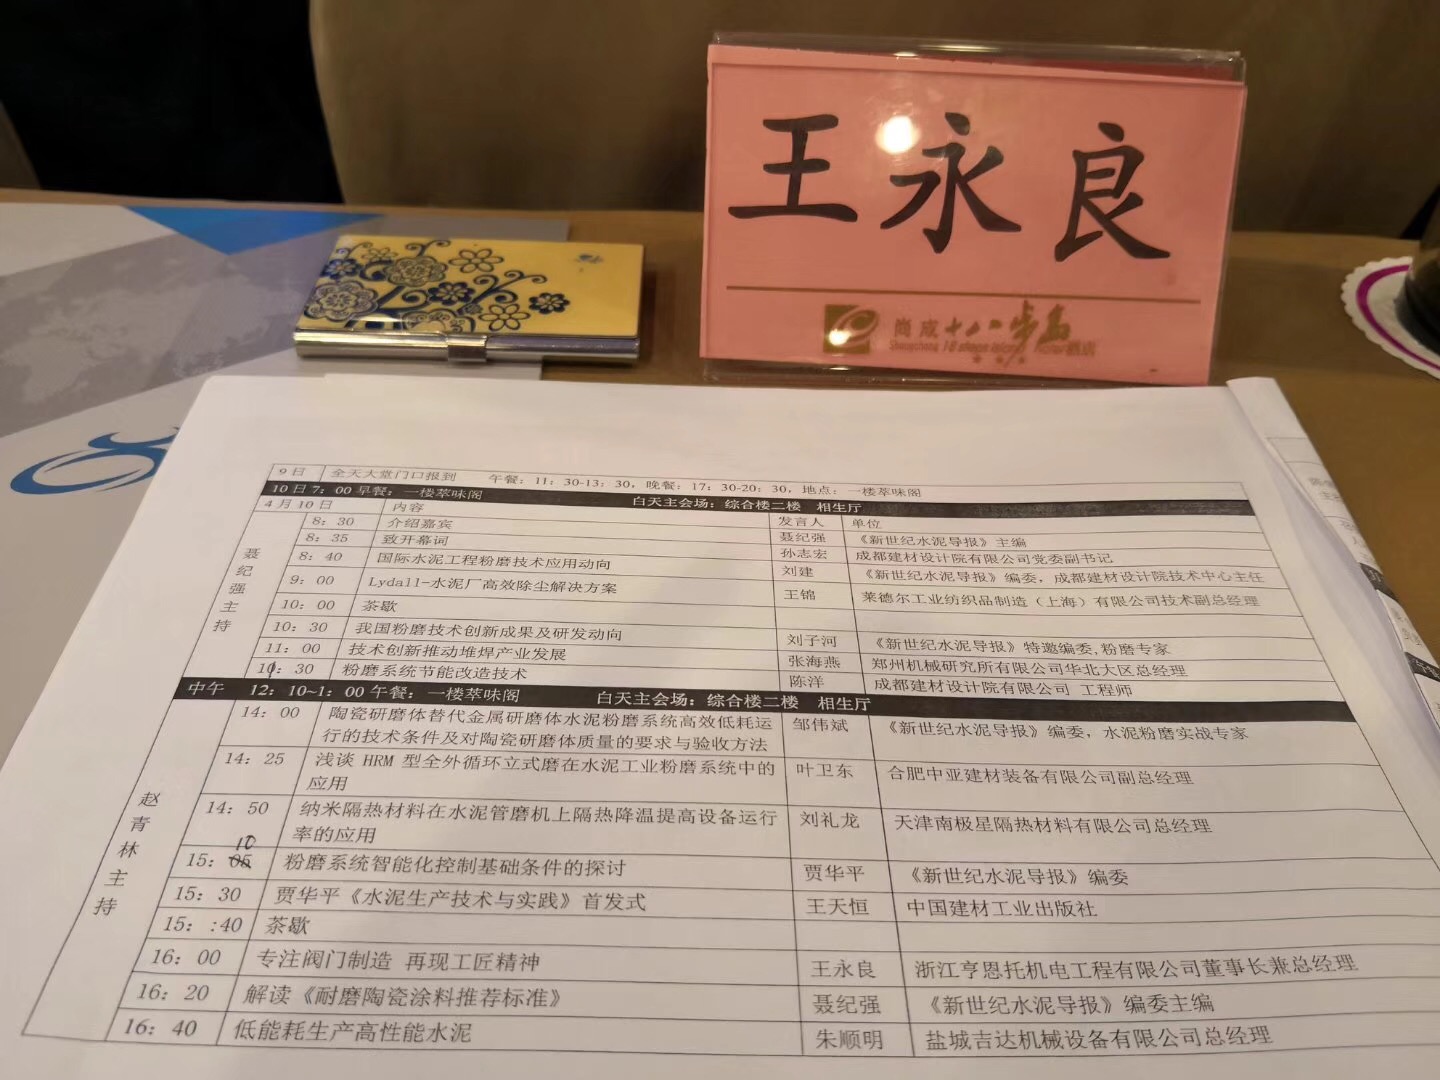 王永良
尚成十八步岛酒店
9日 全天大堂门口报到 午餐：11：30-13：30，晚餐：17：30-20：30，地点：一楼萃味阁
10日7：00早餐：一楼萃味阁 白天主会场：综合楼二楼 相生厅
4月10日 内容 发言人 单位
聂纪强主持
8：30 介绍嘉宾 聂纪强 《新世纪水泥导报》主编
8：35 致开幕词 孙志宏 成都建材设计院有限公司党委副书记
8：40 国际水泥工程粉磨技术应用动向 刘建 《新世纪水泥导报》编委，成都建材设计院技术中心主任
9：00 Lydall-水泥厂高效除尘解决方案 王锦 莱德尔工业纺织品制造（上海）有限公司技术副总经理
10：00 茶歇
10：30 我国粉磨技术创新成果及研发动向 刘子河 《新世纪水泥导报》特邀编委,粉磨专家
11：00 技术创新推动堆焊产业发展 张海燕 郑州机械研究所有限公司华北大区总经理
11：30 粉磨系统节能改造技术 陈洋 成都建材设计院有限公司 工程师
中午 12：10~1：00午餐：一楼萃味阁 白天主会场：综合楼二楼 相生厅
赵青林主持
14：00 陶瓷研磨体替代金属研磨体水泥粉磨系统高效低耗运 邹伟斌 《新世纪水泥导报》编委，水泥粉磨实战专家
行的技术条件及对陶瓷研磨体质量的要求与验收方法
14：25 浅谈 HRM 型全外循环立式磨在水泥工业粉磨系统中的 叶卫东 合肥中亚建材装备有限公司副总经理
应用
14：50 纳米隔热材料在水泥管磨机上隔热降温提高设备运行 刘礼龙 天津南极星隔热材料有限公司总经理
率的应用
10
15：05 粉磨系统智能化控制基础条件的探讨 贾华平 《新世纪水泥导报》编委
15：30 贾华平《水泥生产技术与实践》首发式 王天恒 中国建材工业出版社
15：:40 茶歇
16：00 专注阀门制造 再现工匠精神 王永良 浙江亨恩托机电工程有限公司董事长兼总经理
16：20 解读《耐磨陶瓷涂料推荐标准》 聂纪强 《新世纪水泥导报》编委主编
16：40 低能耗生产高性能水泥 朱顺明 盐城吉达机械设备有限公司总经理